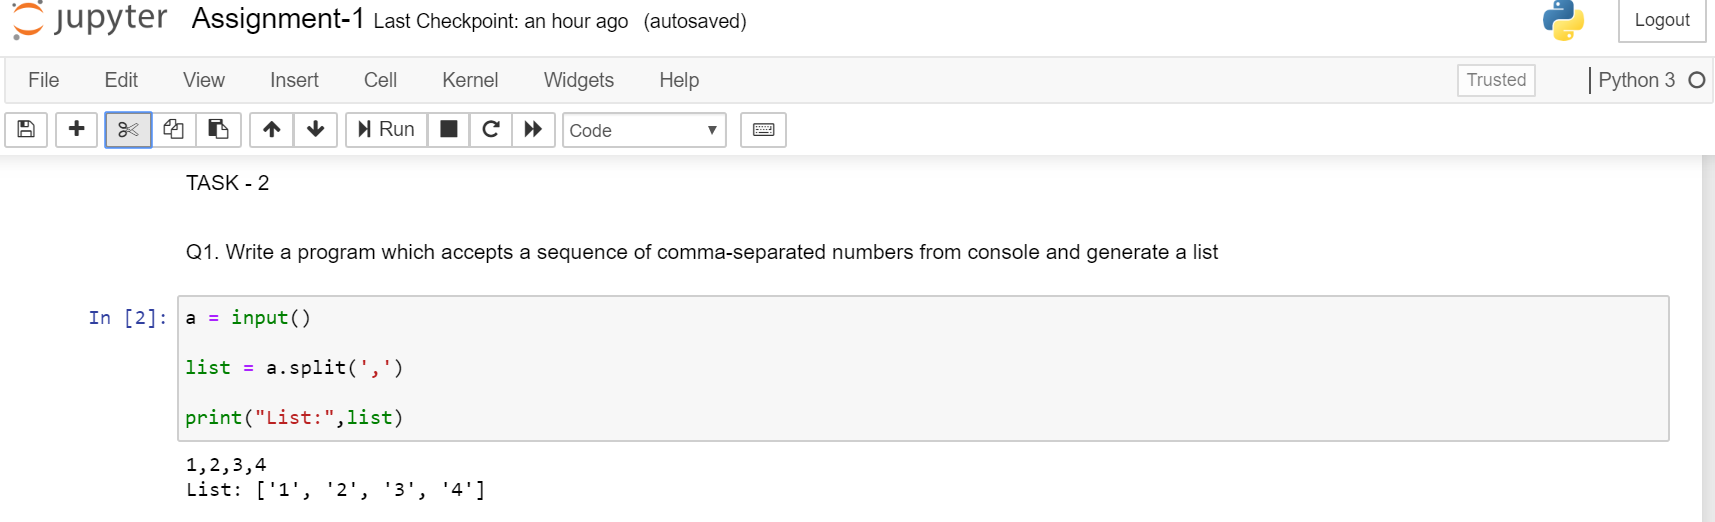 jupyter Assignment-1 Last Checkpoint: an hour ago (autosaved) Logout
File Edit View Insert Cell Kernel Widgets Help Trusted Python 3
Run Code
TASK - 2
Q1. Write a program which accepts a sequence of comma-separated numbers from console and generate a list
In [2]: a = input()
list = a.split(',')
print("List:",list)
1,2,3,4
List: ['1', '2', '3', '4']